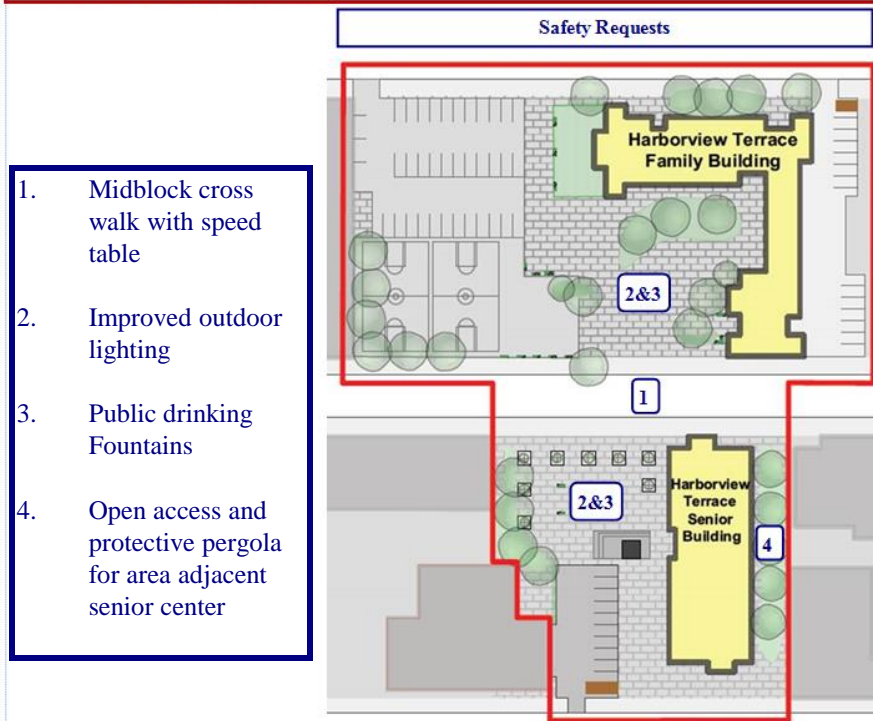 Safety Requests
1. Midblock cross
walk with speed
table
2. Improved outdoor
lighting
3. Public drinking
Fountains
4. Open access and
protective pergola
for area adjacent
senior center
Harborview Terrace
Family Building
2&3
1
2&3
Harborview
Terrace
Senior
Building
4